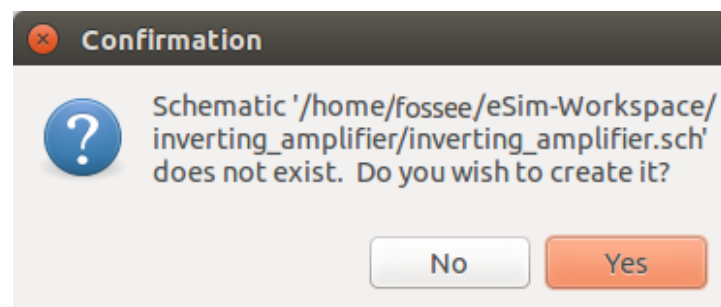 Confirmation
Schematic '/home/fossee/eSim-Workspace/
inverting_amplifier/inverting_amplifier.sch'
does not exist. Do you wish to create it?
No
Yes